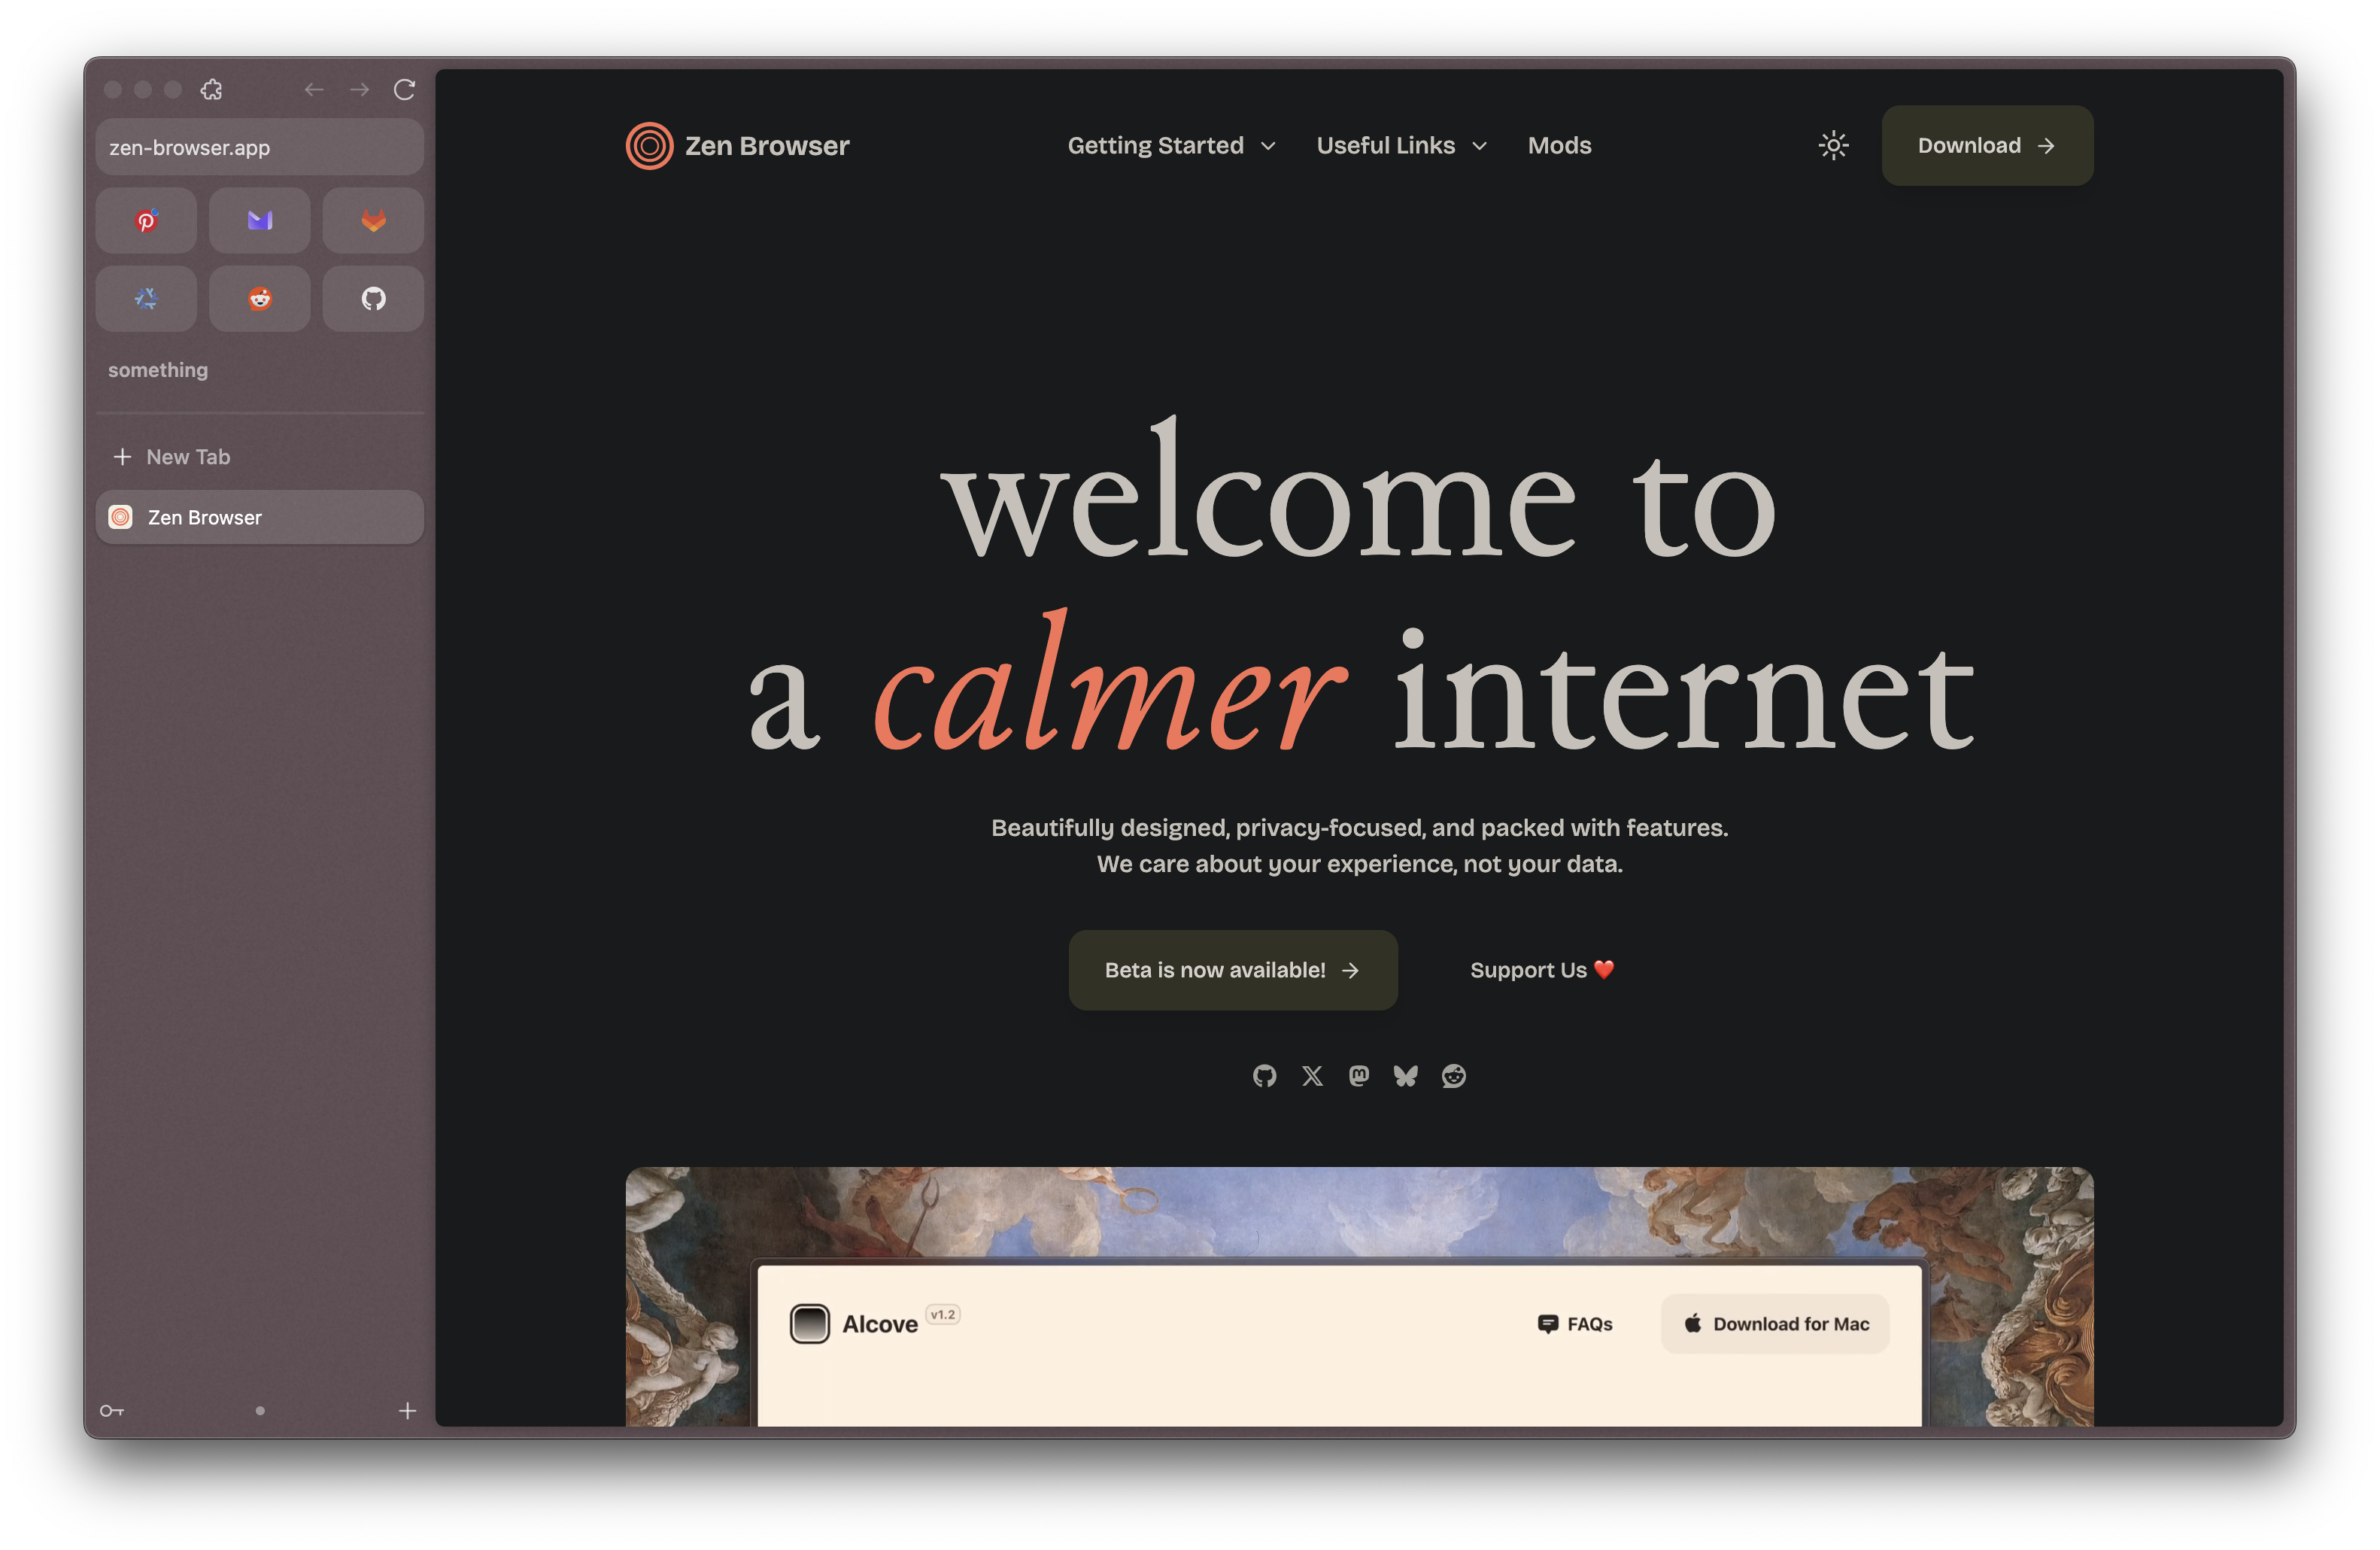 zen-browser.app
something
New Tab
Zen Browser
Zen Browser
Getting Started
Useful Links
Mods
Download
welcome to
a calmer internet
Beautifully designed, privacy-focused, and packed with features.
We care about your experience, not your data.
Beta is now available!
Support Us ❤️
Alcove v1.2
FAQs
Download for Mac